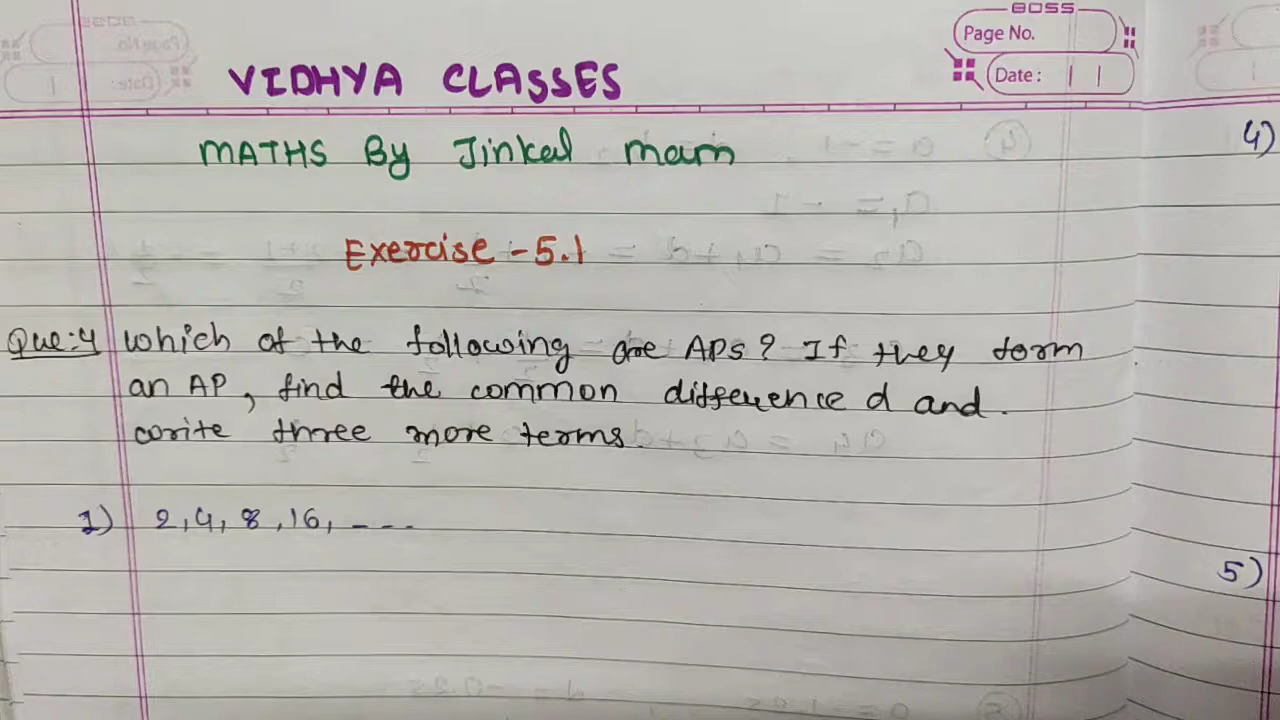 BOSS
Page No.
Date :
VIDHYA CLASSES
MATHS By Jinkal mam
Exercise - 5.1
Que:4 which of the following are APs? If they form
an AP, find the common difference d and.
write three more terms.
1) 2, 4, 8, 16, - - -
4)
5)